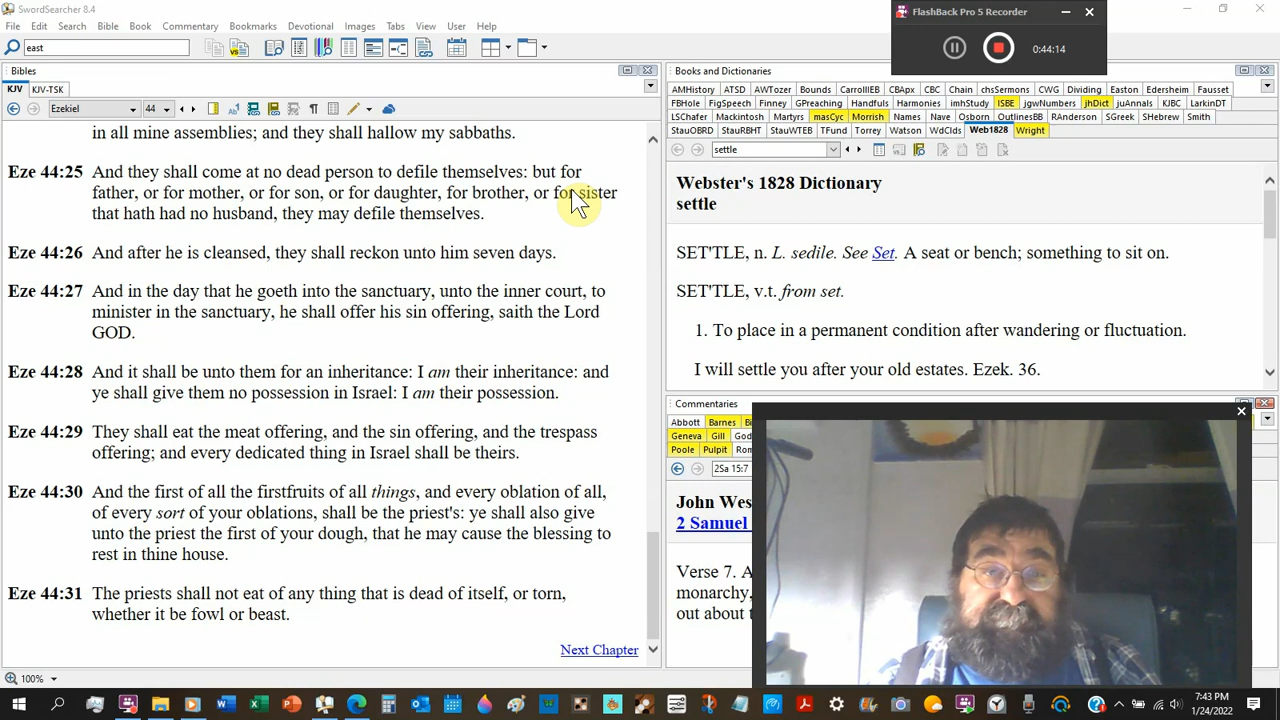 SwordSearcher 8.4
File Edit Search Bible Book Commentary Bookmarks Devotional Images Tabs View User Help
east
FlashBack Pro 5 Recorder
0:44:14
Bibles
KJV KJV-TSK
Ezekiel 44
in all mine assemblies; and they shall hallow my sabbaths.
Eze 44:25 And they shall come at no dead person to defile themselves: but for
father, or for mother, or for son, or for daughter, for brother, or for sister
that hath had no husband, they may defile themselves.
Eze 44:26 And after he is cleansed, they shall reckon unto him seven days.
Eze 44:27 And in the day that he goeth into the sanctuary, unto the inner court, to
minister in the sanctuary, he shall offer his sin offering, saith the Lord
GOD.
Eze 44:28 And it shall be unto them for an inheritance: I am their inheritance: and
ye shall give them no possession in Israel: I am their possession.
Eze 44:29 They shall eat the meat offering, and the sin offering, and the trespass
offering; and every dedicated thing in Israel shall be theirs.
Eze 44:30 And the first of all the firstfruits of all things, and every oblation of all,
of every sort of your oblations, shall be the priest's: ye shall also give
unto the priest the first of your dough, that he may cause the blessing to
rest in thine house.
Eze 44:31 The priests shall not eat of any thing that is dead of itself, or torn,
whether it be fowl or beast.
Next Chapter
100%
Books and Dictionaries
AMHistory ATSD AWTozer Bounds CarrollIEB CPB CBC Chain chsSermons CWG Dividing Easton Edersheim Fausset
FBHole FigSpeech Finney GPreaching Handfuls Harmonies imhStudy ISBE jgwNumbers jhDict juAnnals KJBC LarkinDT
LSChafer Mackintosh Martyrs masCyc Morrish Names Nave Osborn OutlinesBB RAnderson SGreek SHebrew Smith
StauOBRD StauRBHT StauWTEB TFund Torrey Watson WdClds Web1828 Wright
settle
Webster's 1828 Dictionary
settle
SET'TLE, n. L. sedile. See Set. A seat or bench; something to sit on.
SET'TLE, v.t. from set.
1. To place in a permanent condition after wandering or fluctuation.
I will settle you after your old estates. Ezek. 36.
Commentaries
Abbott Barnes
Geneva Gill
Poole Pulpit
2Sa 15:7
John Wes
2 Samuel
Verse 7. A
monarchy,
out about
7:43 PM
1/24/2022